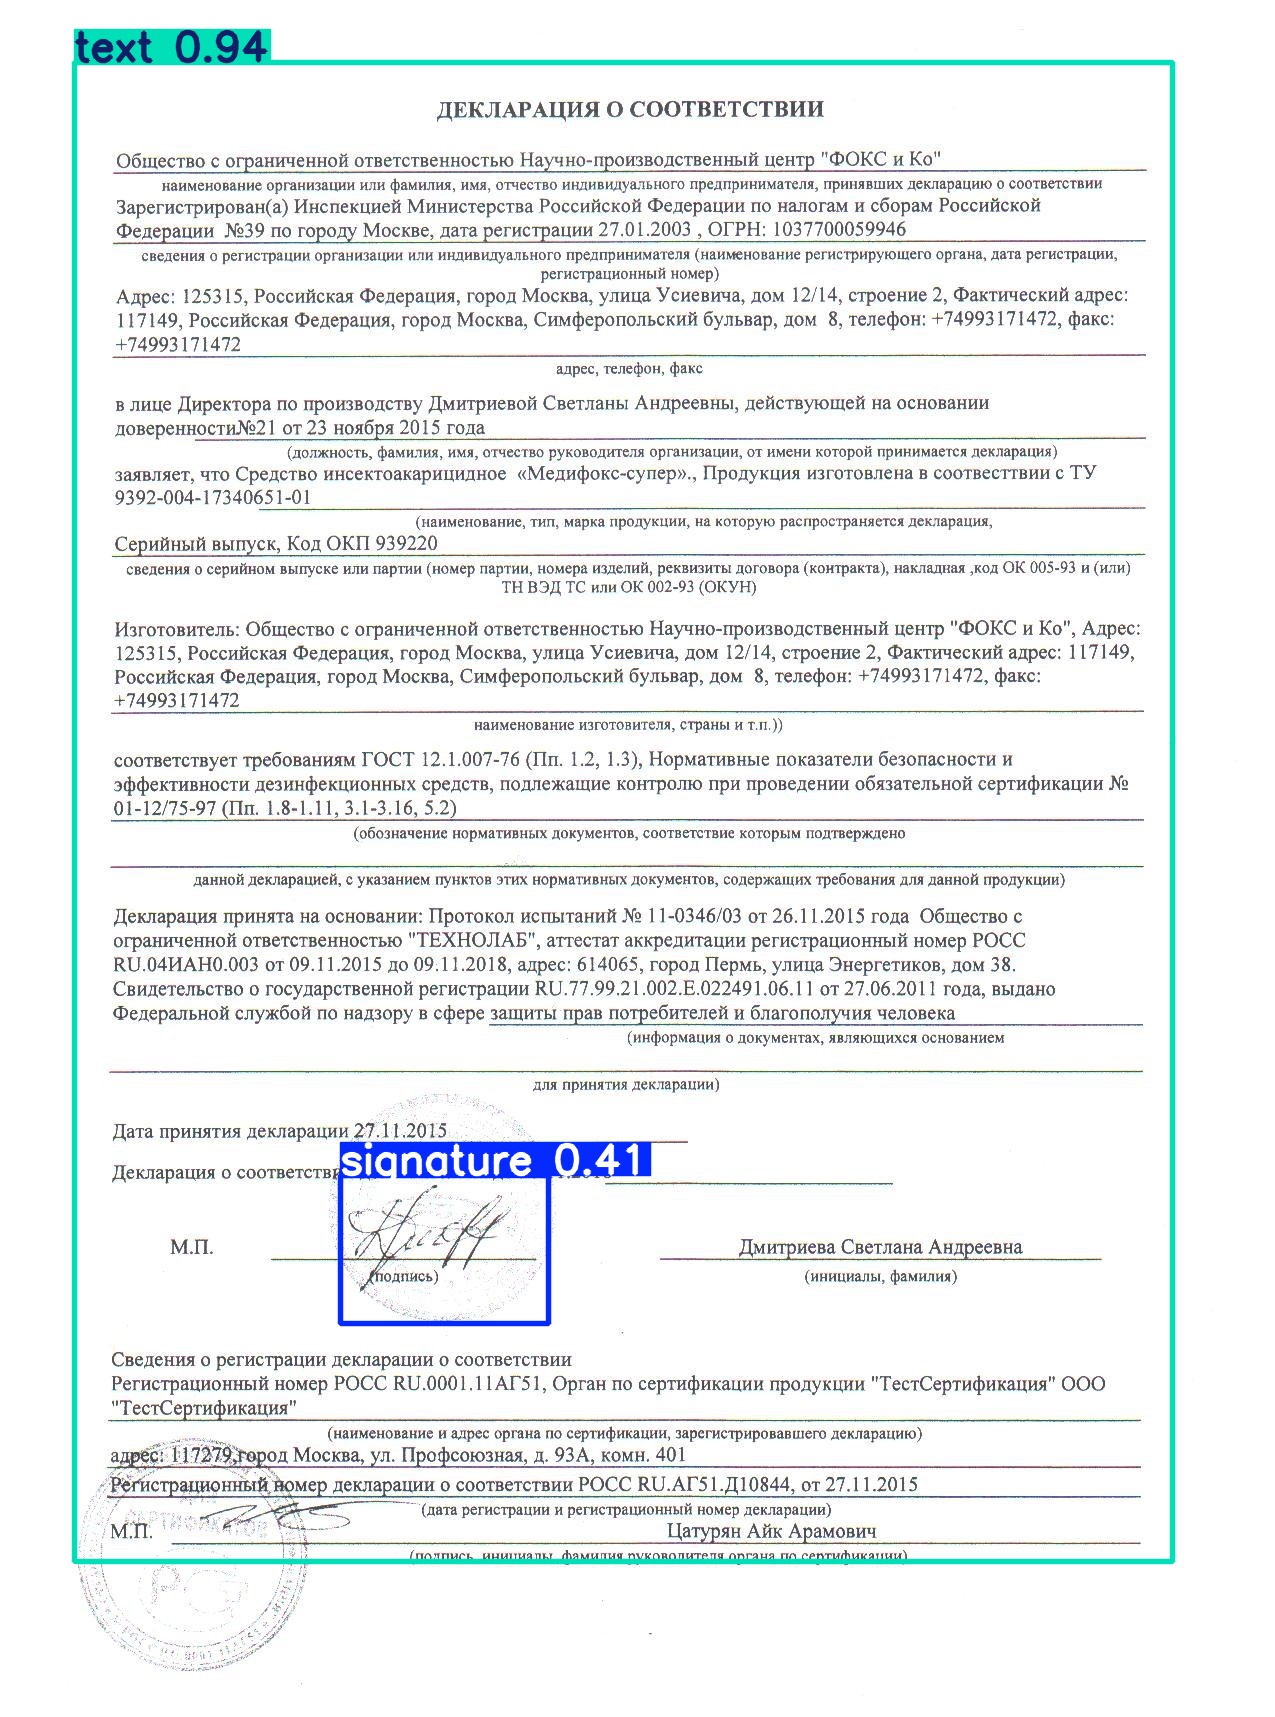 text 0.94
ДЕКЛАРАЦИЯ О СООТВЕТСТВИИ
Общество с ограниченной ответственностью Научно-производственный центр "ФОКС и Ко"
наименование организации или фамилия, имя, отчество индивидуального предпринимателя, принявших декларацию о соответствии
Зарегистрирован(а) Инспекцией Министерства Российской Федерации по налогам и сборам Российской
Федерации №39 по городу Москве, дата регистрации 27.01.2003 , ОГРН: 1037700059946
сведения о регистрации организации или индивидуального предпринимателя (наименование регистрирующего органа, дата регистрации,
регистрационный номер)
Адрес: 125315, Российская Федерация, город Москва, улица Усиевича, дом 12/14, строение 2, Фактический адрес:
117149, Российская Федерация, город Москва, Симферопольский бульвар, дом 8, телефон: +74993171472, факс:
+74993171472
адрес, телефон, факс
в лице Директора по производству Дмитриевой Светланы Андреевны, действующей на основании
доверенности№21 от 23 ноября 2015 года
(должность, фамилия, имя, отчество руководителя организации, от имени которой принимается декларация)
заявляет, что Средство инсектоакарицидное «Медифокс-супер»., Продукция изготовлена в соотвесттвии с ТУ
9392-004-17340651-01
(наименование, тип, марка продукции, на которую распространяется декларация,
Серийный выпуск, Код ОКП 939220
сведения о серийном выпуске или партии (номер партии, номера изделий, реквизиты договора (контракта), накладная ,код ОК 005-93 и (или)
ТН ВЭД ТС или ОК 002-93 (ОКУН)
Изготовитель: Общество с ограниченной ответственностью Научно-производственный центр "ФОКС и Ко", Адрес:
125315, Российская Федерация, город Москва, улица Усиевича, дом 12/14, строение 2, Фактический адрес: 117149,
Российская Федерация, город Москва, Симферопольский бульвар, дом 8, телефон: +74993171472, факс:
+74993171472
наименование изготовителя, страны и т.п.))
соответствует требованиям ГОСТ 12.1.007-76 (Пп. 1.2, 1.3), Нормативные показатели безопасности и
эффективности дезинфекционных средств, подлежащие контролю при проведении обязательной сертификации №
01-12/75-97 (Пп. 1.8-1.11, 3.1-3.16, 5.2)
(обозначение нормативных документов, соответствие которым подтверждено
данной декларацией, с указанием пунктов этих нормативных документов, содержащих требования для данной продукции)
Декларация принята на основании: Протокол испытаний № 11-0346/03 от 26.11.2015 года Общество с
ограниченной ответственностью "ТЕХНОЛАБ", аттестат аккредитации регистрационный номер РОСС
RU.04ИАН0.003 от 09.11.2015 до 09.11.2018, адрес: 614065, город Пермь, улица Энергетиков, дом 38.
Свидетельство о государственной регистрации RU.77.99.21.002.Е.022491.06.11 от 27.06.2011 года, выдано
Федеральной службой по надзору в сфере защиты прав потребителей и благополучия человека
(информация о документах, являющихся основанием
для принятия декларации)
Дата принятия декларации 27.11.2015
Декларация о соответстви
signature 0.41
М.П.
Дмитриева Светлана Андреевна
(подпись)
(инициалы, фамилия)
Сведения о регистрации декларации о соответствии
Регистрационный номер РОСС RU.0001.11АГ51, Орган по сертификации продукции "ТестСертификация" ООО
"ТестСертификация"
(наименование и адрес органа по сертификации, зарегистрировавшего декларацию)
адрес: 117279,город Москва, ул. Профсоюзная, д. 93А, комн. 401
Регистрационный номер декларации о соответствии РОСС RU.АГ51.Д10844, от 27.11.2015
(дата регистрации и регистрационный номер декларации)
М.П.
Цатурян Айк Арамович
(подпись, инициалы, фамилия руководителя органа по сертификации)